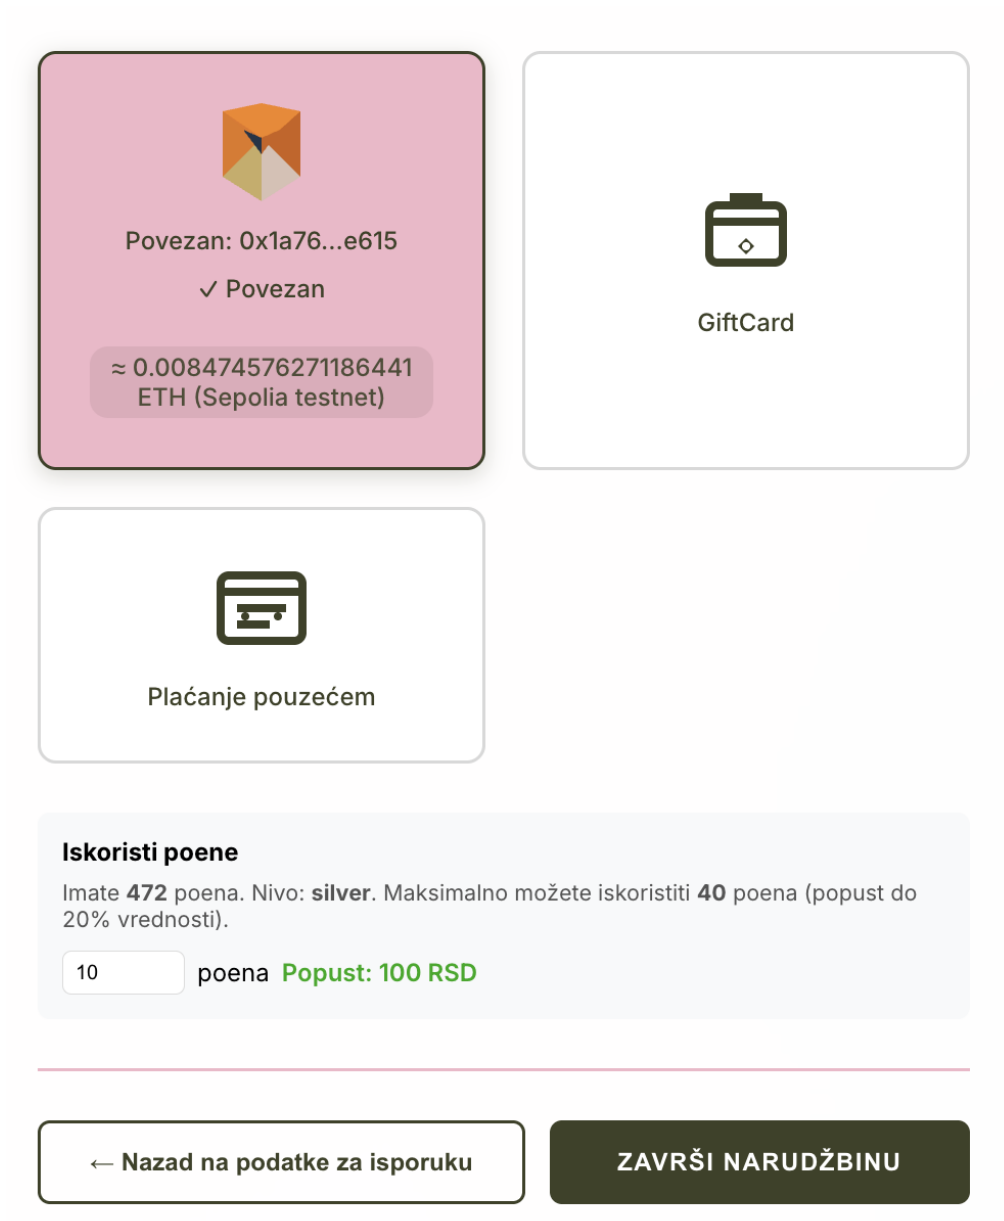 Povezan: 0x1a76...e615
✓ Povezan
≈ 0.008474576271186441
ETH (Sepolia testnet)
GiftCard
Plaćanje pouzećem
Iskoristi poene
Imate 472 poena. Nivo: silver. Maksimalno možete iskoristiti 40 poena (popust do
20% vrednosti).
10 poena Popust: 100 RSD
← Nazad na podatke za isporuku
ZAVRŠI NARUDŽBINU